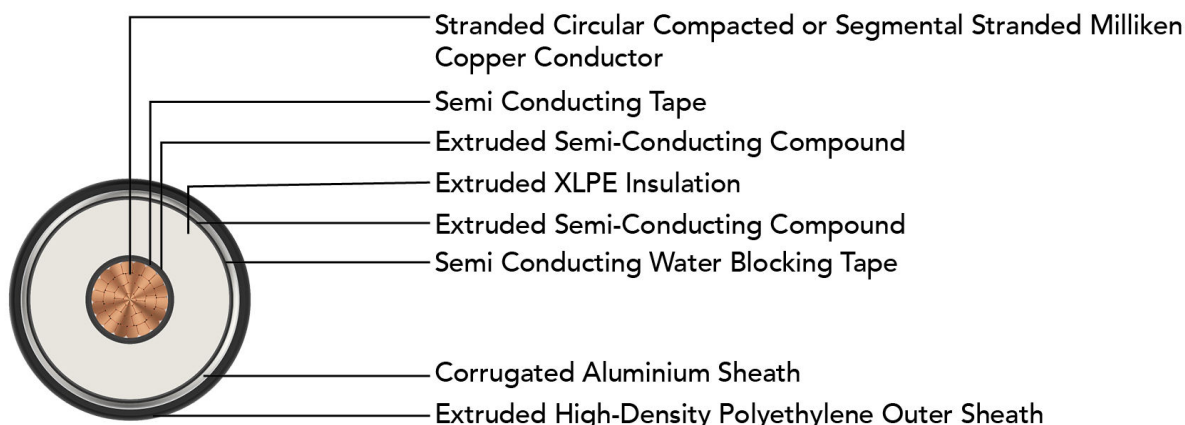 Stranded Circular Compacted or Segmental Stranded Milliken
Copper Conductor
Semi Conducting Tape
Extruded Semi-Conducting Compound
Extruded XLPE Insulation
Extruded Semi-Conducting Compound
Semi Conducting Water Blocking Tape
Corrugated Aluminium Sheath
Extruded High-Density Polyethylene Outer Sheath